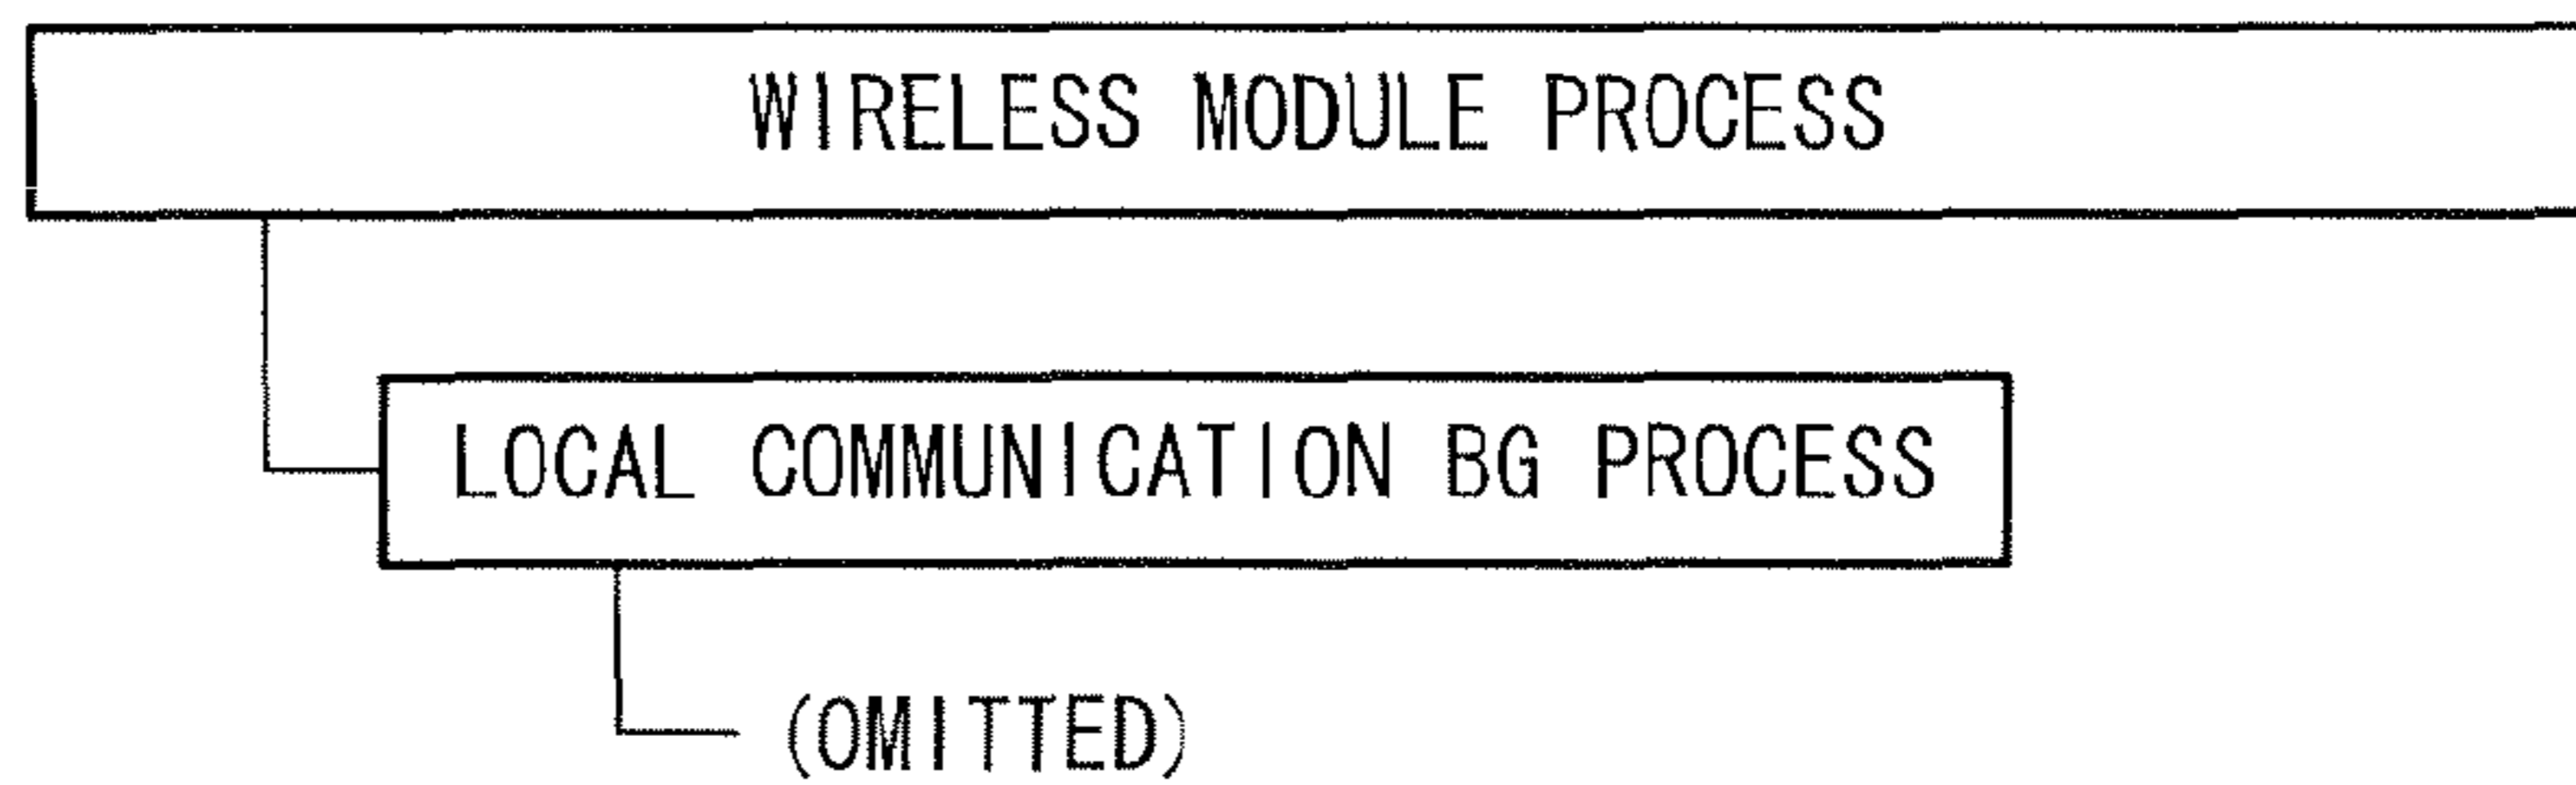 WIRELESS MODULE PROCESS
LOCAL COMMUNICATION BG PROCESS
(OMITTED)